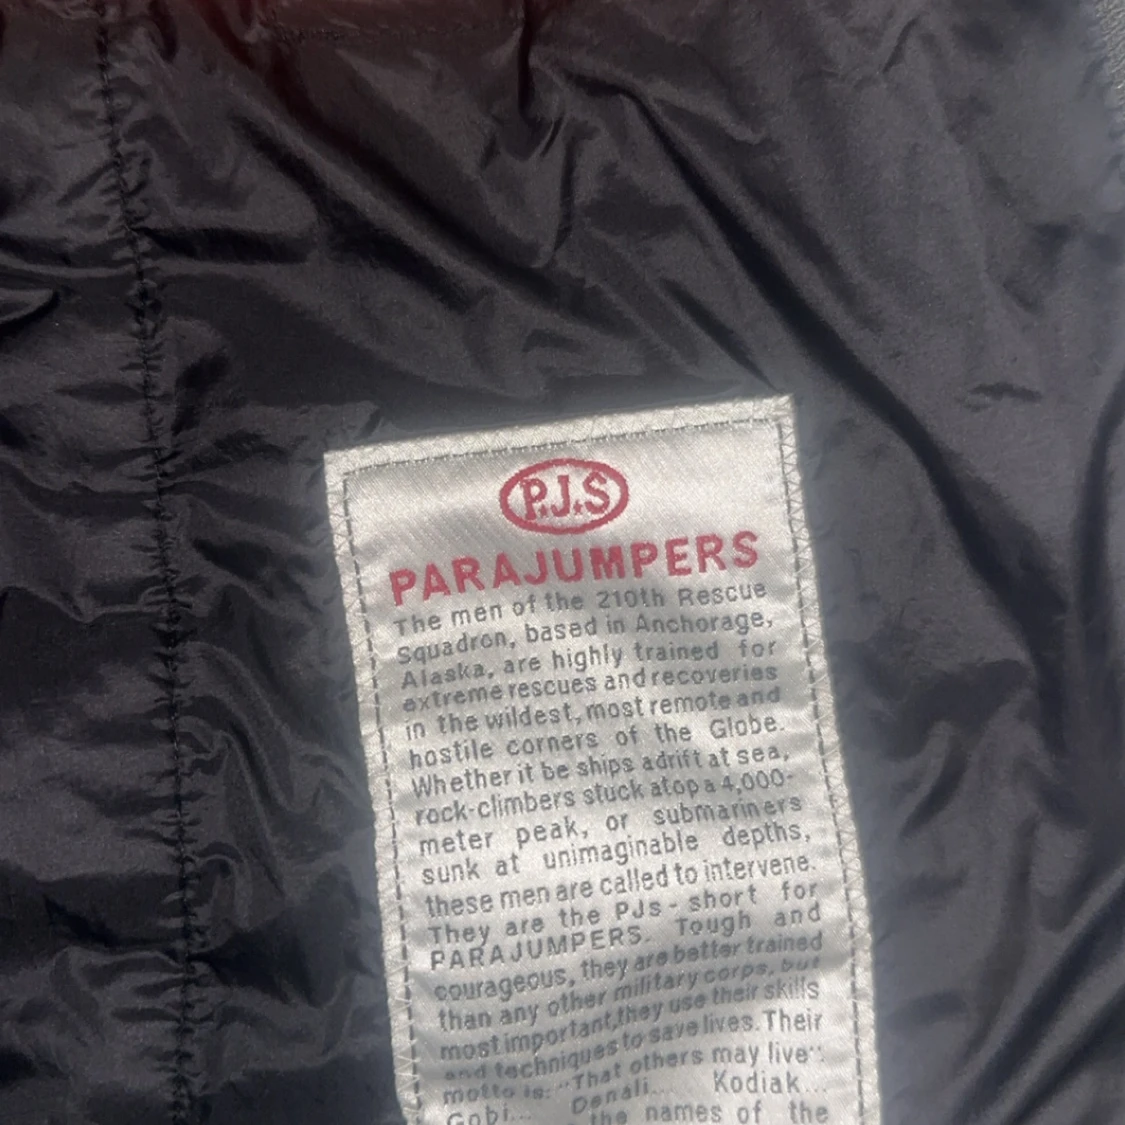 P.J.S
PARAJUMPERS
The men of the 210th Rescue
Squadron, based in Anchorage,
Alaska, are highly trained for
extreme rescues and recoveries
in the wildest, most remote and
hostile corners of the Globe.
Whether it be ships adrift at sea,
rock-climbers stuck atop a 4,000-
meter peak, or submariners
sunk at unimaginable depths,
these men are called to intervene.
They are the PJs - short for
PARAJUMPERS. Tough and
courageous, they are better trained
than any other military corps, but
most important, they use their skills
and techniques to save lives. Their
motto is: "That others may live".
Gobi... Denali... Kodiak...
the names of the